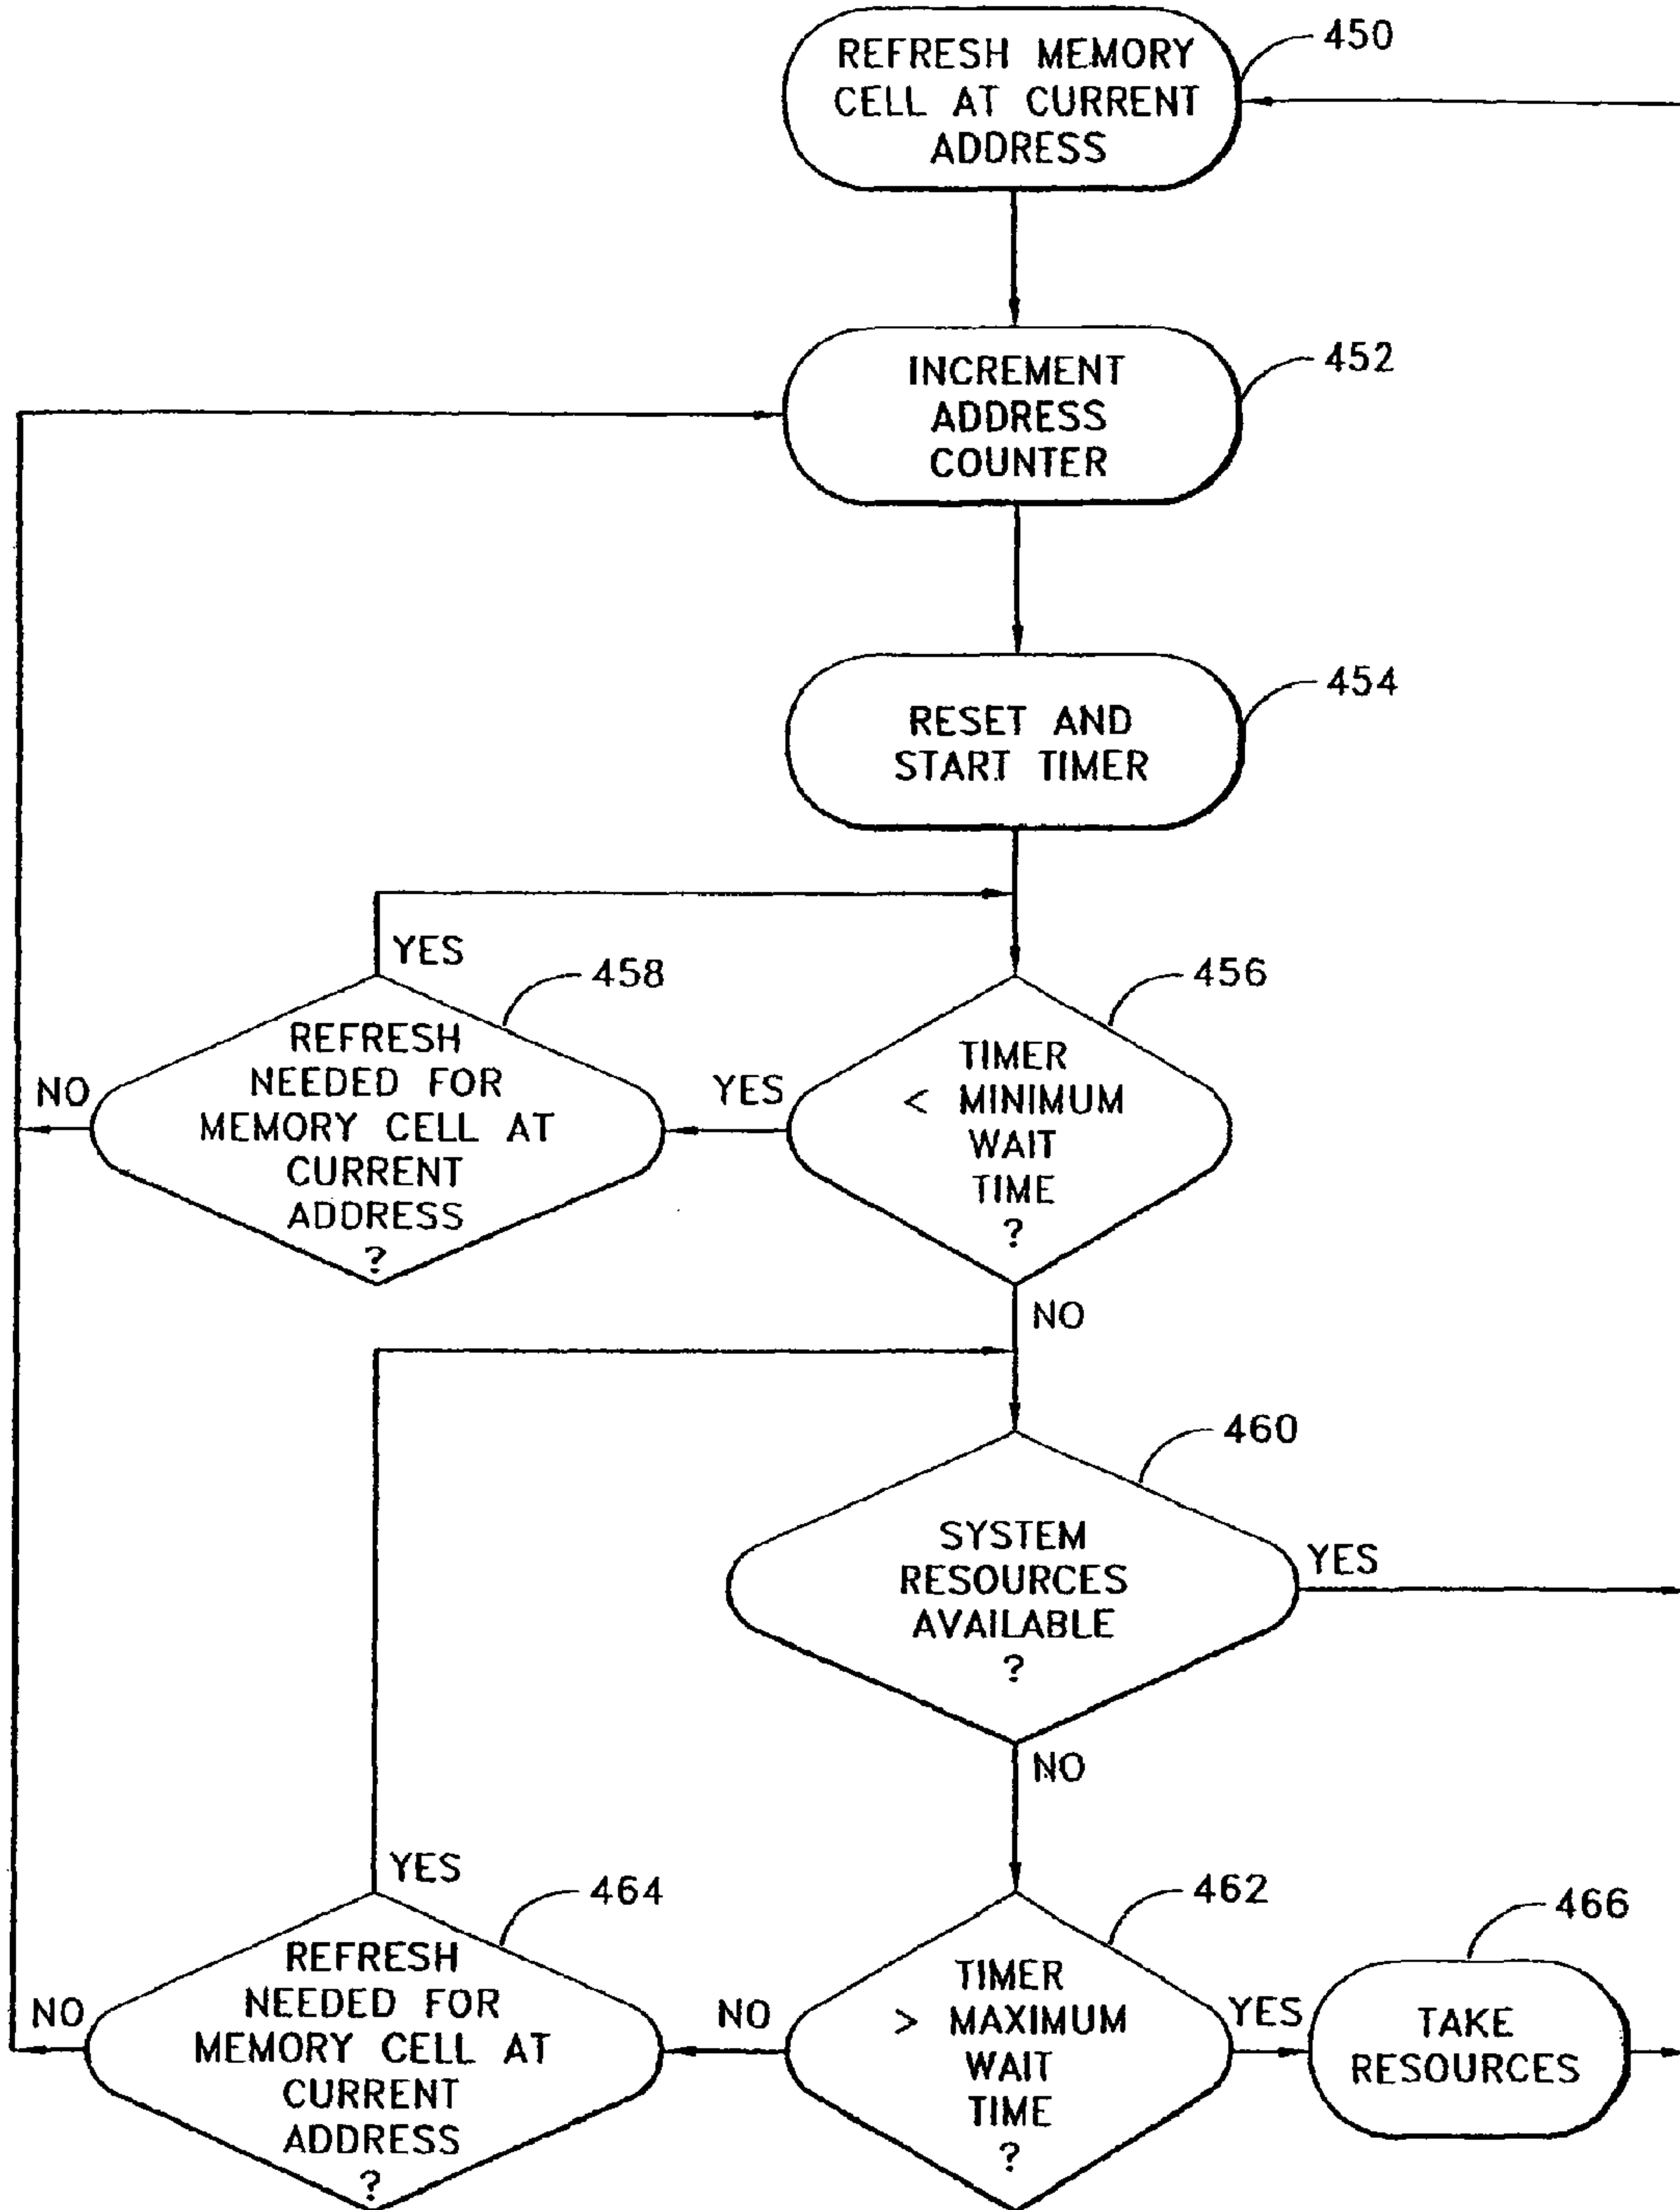 REFRESH MEMORY
CELL AT CURRENT
ADDRESS
450
INCREMENT
ADDRESS
COUNTER
452
RESET AND
START TIMER
454
YES
458
REFRESH
NEEDED FOR
MEMORY CELL AT
CURRENT
ADDRESS
?
NO
YES
456
TIMER
< MINIMUM
WAIT
TIME
?
NO
460
SYSTEM
RESOURCES
AVAILABLE
?
YES
NO
YES
464
REFRESH
NEEDED FOR
MEMORY CELL AT
CURRENT
ADDRESS
?
NO
NO
462
TIMER
> MAXIMUM
WAIT
TIME
?
YES
466
TAKE
RESOURCES